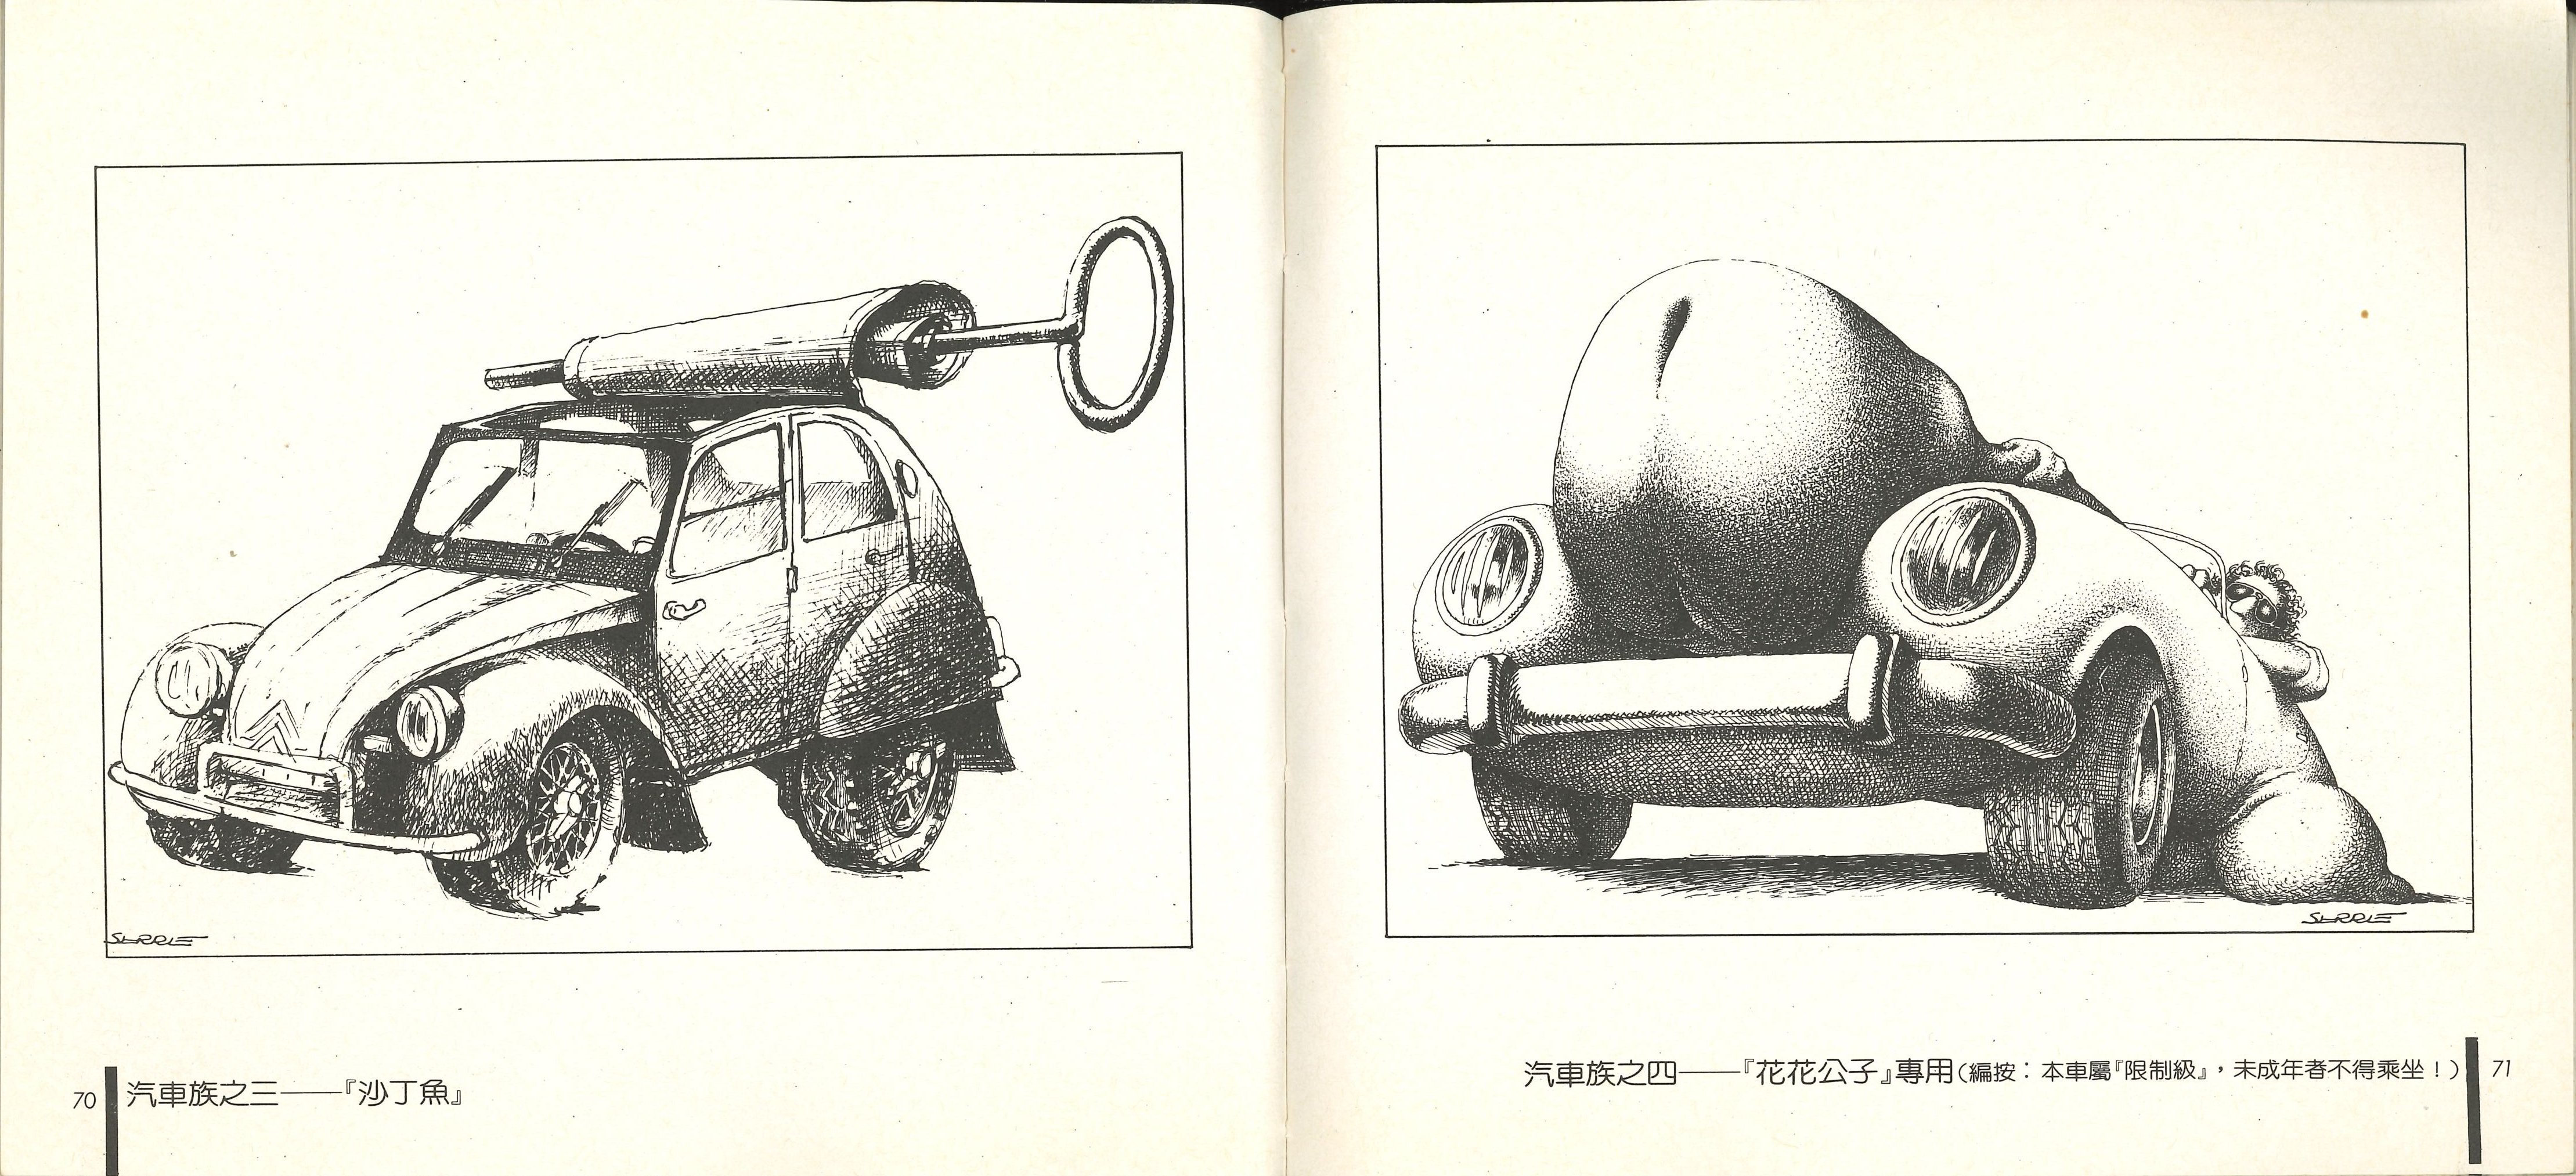 SERRE
70 汽車族之三——『沙丁魚』
SERRE
汽車族之四——『花花公子』專用(編按：本車屬『限制級』，未成年者不得乘坐！) 71